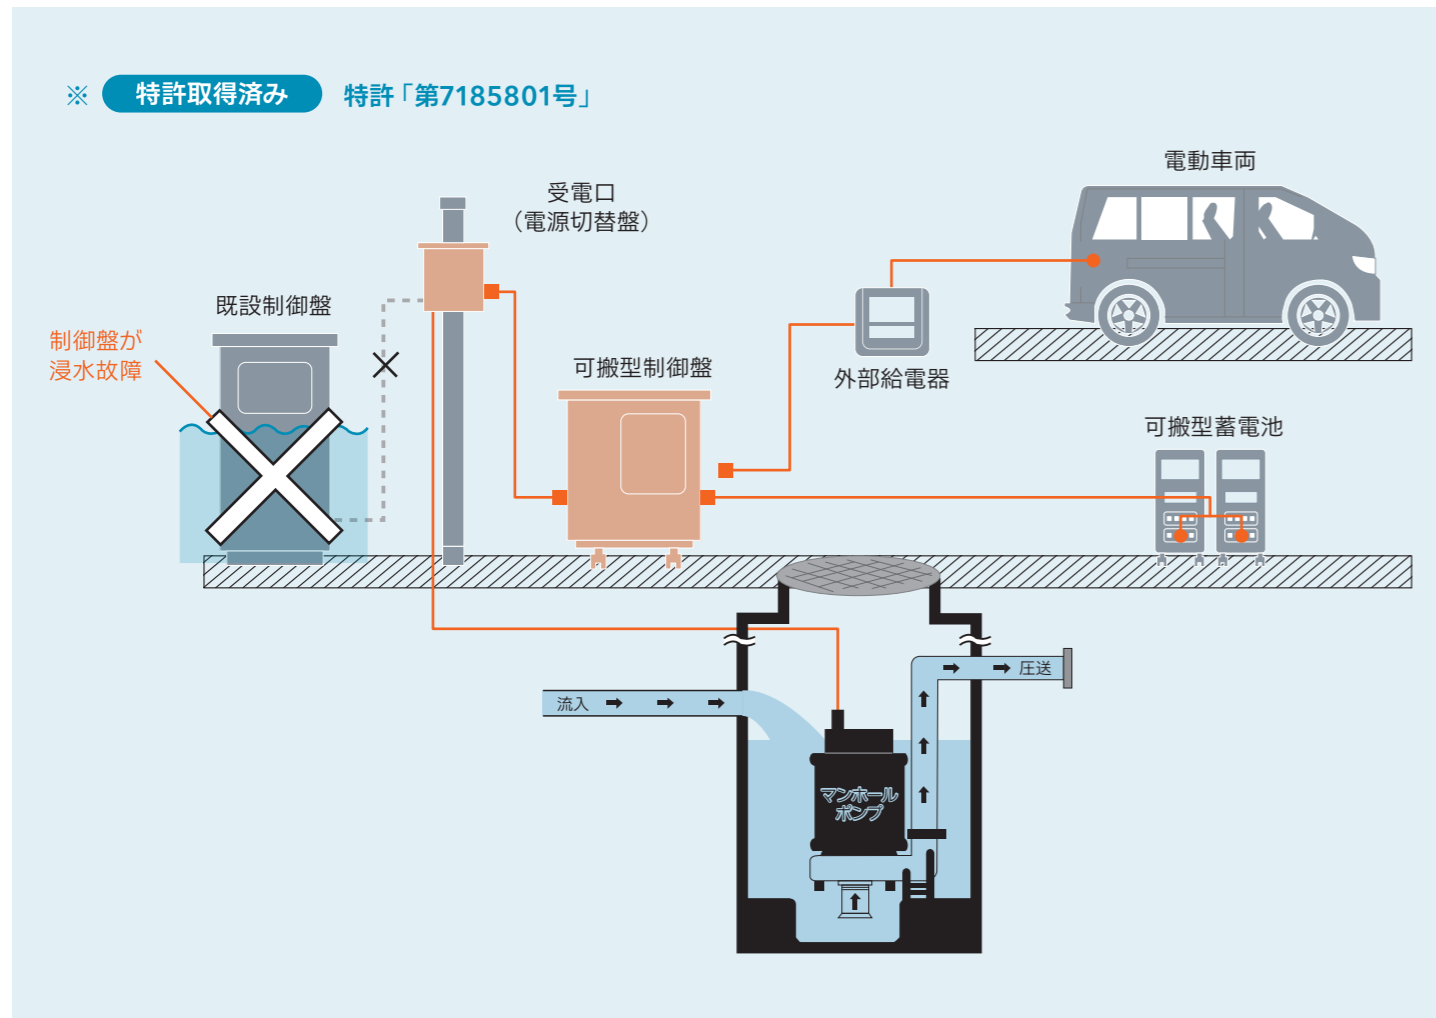 ※ 特許取得済み 特許「第7185801号」
電動車両
受電口
（電源切替盤）
既設制御盤
制御盤が
浸水故障
可搬型制御盤
外部給電器
可搬型蓄電池
流入
圧送
マンホール
ポンプ